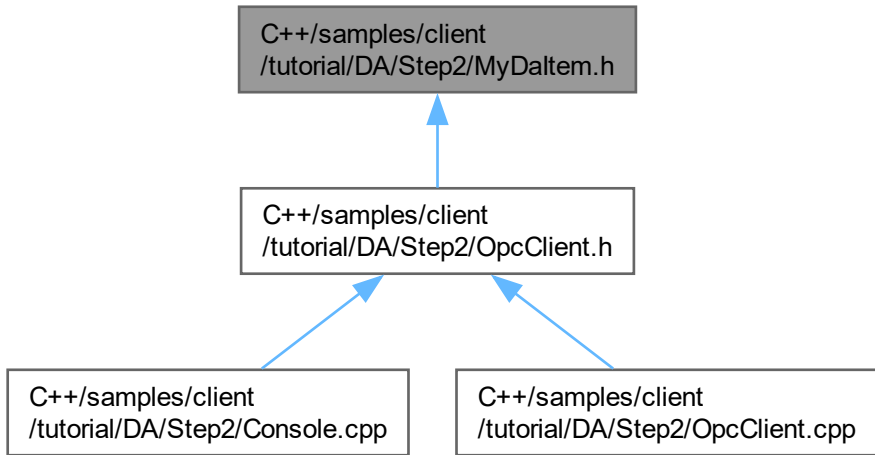 C++/samples/client
/tutorial/DA/Step2/MyDaItem.h
C++/samples/client
/tutorial/DA/Step2/OpcClient.h
C++/samples/client
/tutorial/DA/Step2/Console.cpp
C++/samples/client
/tutorial/DA/Step2/OpcClient.cpp